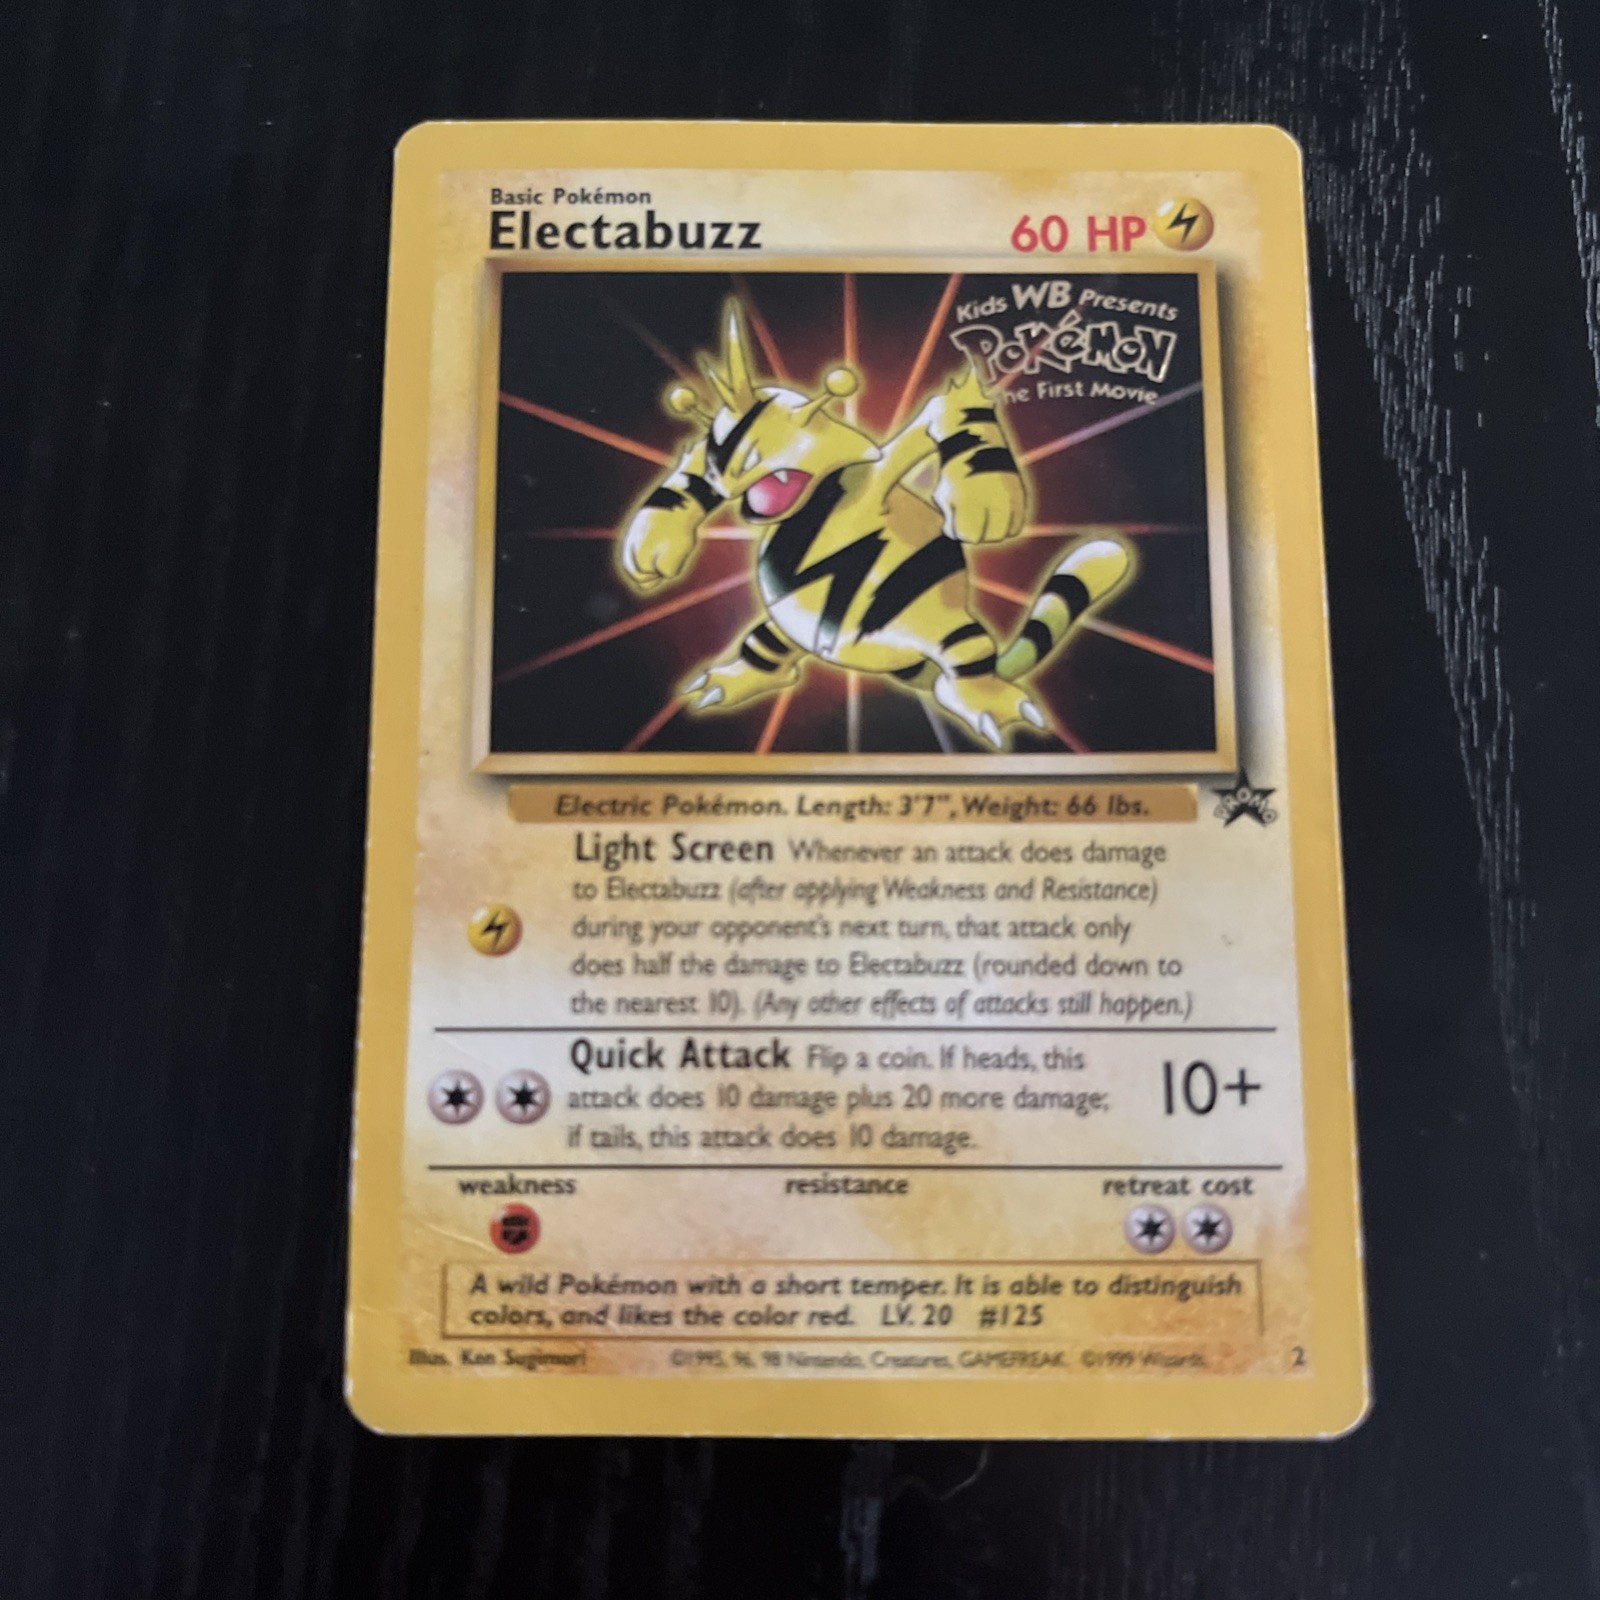 Basic Pokémon
Electabuzz
60 HP
Kids WB Presents
POKéMON
The First Movie
Electric Pokémon. Length: 3'7", Weight: 66 lbs.
PROMO
Light Screen Whenever an attack does damage
to Electabuzz (after applying Weakness and Resistance)
during your opponent's next turn, that attack only
does half the damage to Electabuzz (rounded down to
the nearest 10). (Any other effects of attacks still happen.)
Quick Attack Flip a coin. If heads, this
attack does 10 damage plus 20 more damage;
if tails, this attack does 10 damage.
10+
weakness resistance retreat cost
A wild Pokémon with a short temper. It is able to distinguish
colors, and likes the color red. LV. 20 #125
Illus. Ken Sugimori ©1995, 96, 98 Nintendo, Creatures, GAMEFREAK. ©1999 Wizards. 2